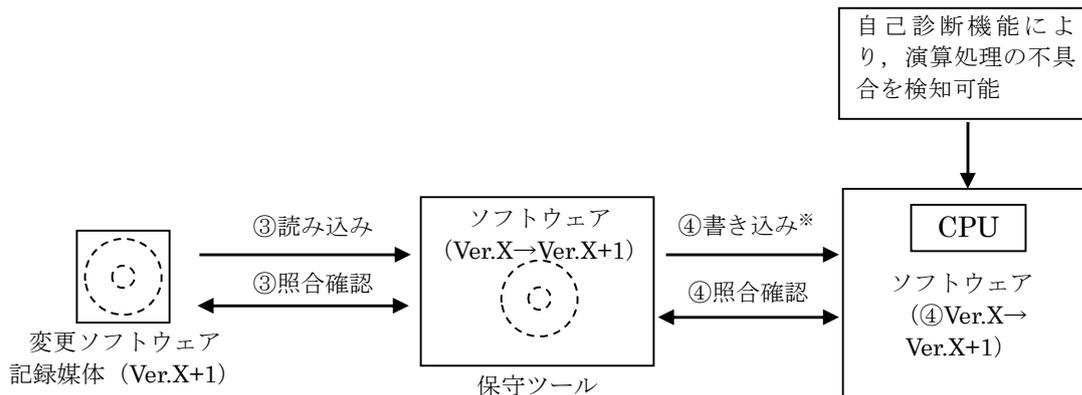 自己診断機能によ
り，演算処理の不具
合を検知可能
③読み込み
③照合確認
変更ソフトウェア
記録媒体（Ver.X+1）
ソフトウェア
（Ver.X→Ver.X+1）
保守ツール
④書き込み※
④照合確認
CPU
ソフトウェア
（④Ver.X→
Ver.X+1）